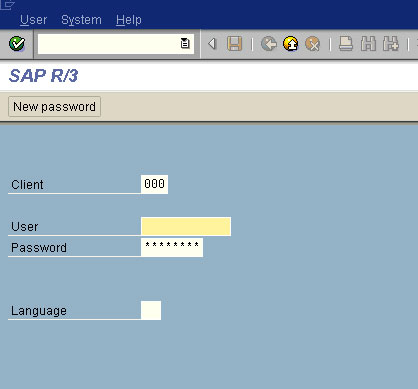 User System Help
SAP R/3
New password
Client 000
User
Password ********
Language